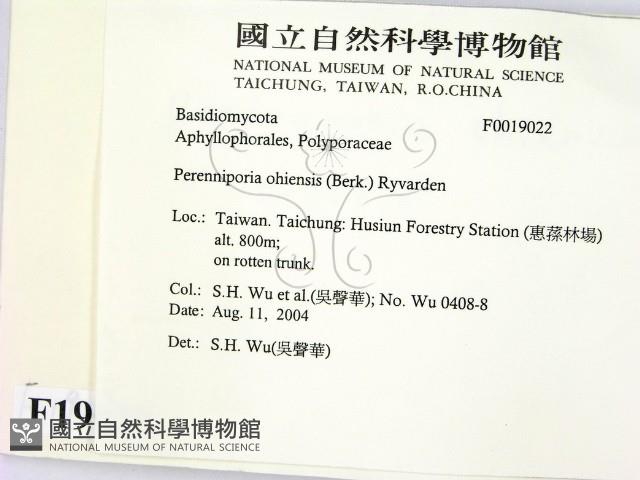 國立自然科學博物館
NATIONAL MUSEUM OF NATURAL SCIENCE
TAICHUNG, TAIWAN, R.O.CHINA
Basidiomycota F0019022
Aphyllophorales, Polyporaceae
Perenniporia ohiensis (Berk.) Ryvarden
Loc.: Taiwan. Taichung: Husiun Forestry Station (惠蓀林場)
alt. 800m;
on rotten trunk.
Col.: S.H. Wu et al.(吳聲華); No. Wu 0408-8
Date: Aug. 11, 2004
Det.: S.H. Wu(吳聲華)
F19
國立自然科學博物館
NATIONAL MUSEUM OF NATURAL SCIENCE